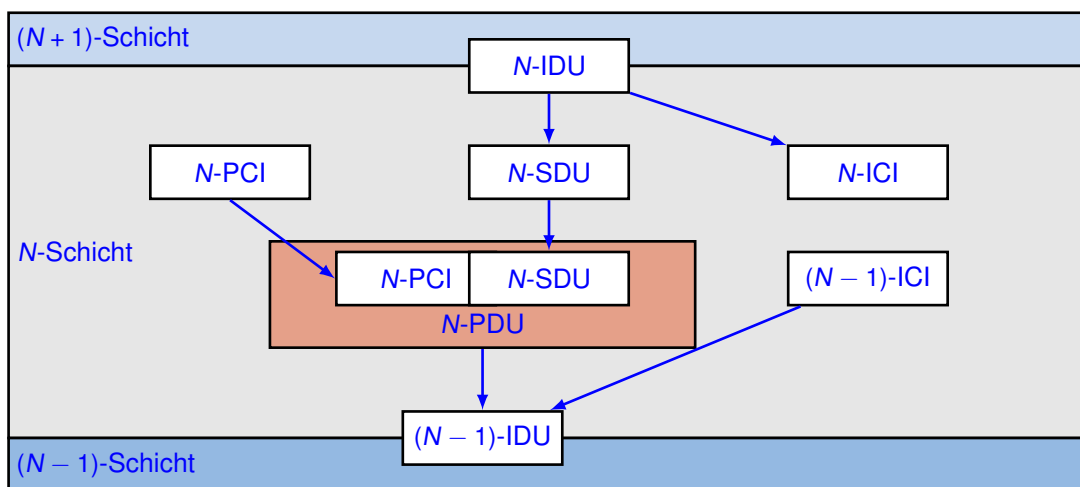 (N + 1)-Schicht
N-IDU
N-PCI
N-SDU
N-ICI
N-Schicht
N-PCI
N-SDU
(N − 1)-ICI
N-PDU
(N − 1)-IDU
(N − 1)-Schicht